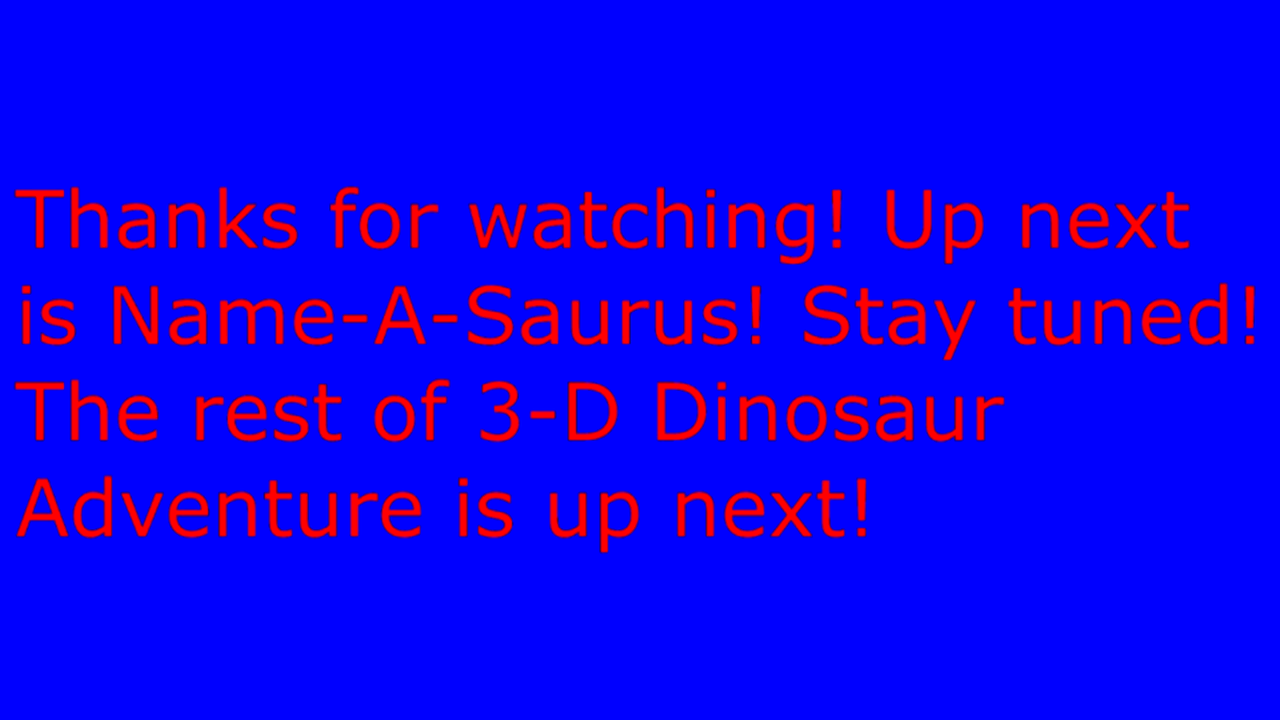 Thanks for watching! Up next
is Name-A-Saurus! Stay tuned!
The rest of 3-D Dinosaur
Adventure is up next!